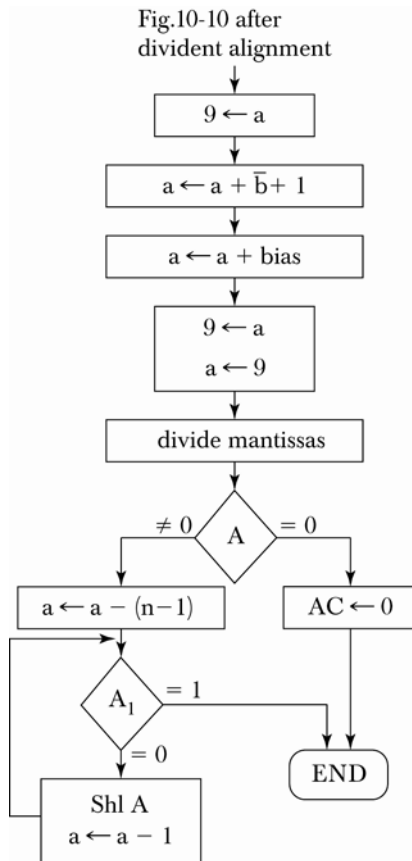 Fig.10-10 after
divident alignment
9 ← a
a ← a + b̅ + 1
a ← a + bias
9 ← a
a ← 9
divide mantissas
≠ 0
A
= 0
a ← a − (n−1)
AC ← 0
A₁
= 1
= 0
END
Shl A
a ← a − 1